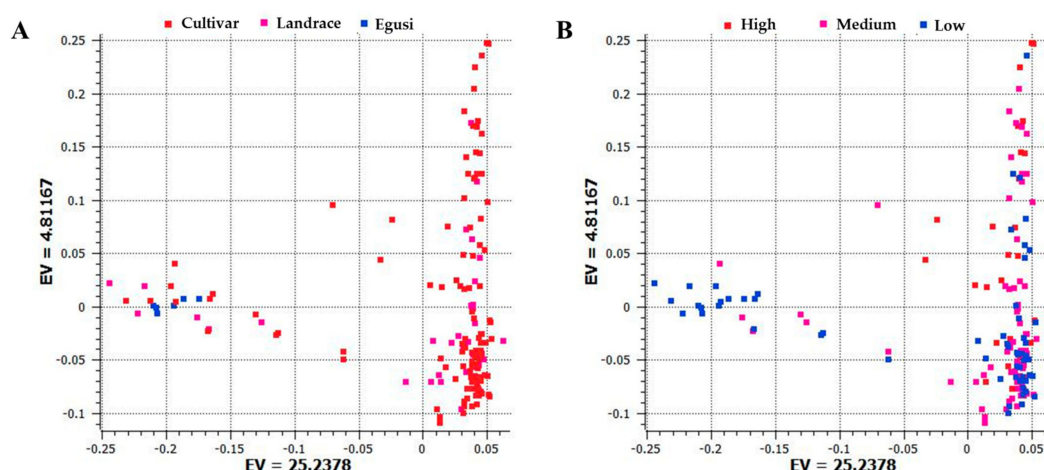 A
Cultivar Landrace Egusi
0.25
0.2
0.15
0.1
0.05
0
-0.05
-0.1
EV = 4.81167
-0.25 -0.2 -0.15 -0.1 -0.05 0 0.05
EV = 25.2378
B
High Medium Low
0.25
0.2
0.15
0.1
0.05
0
-0.05
-0.1
EV = 4.81167
-0.25 -0.2 -0.15 -0.1 -0.05 0 0.05
EV = 25.2378